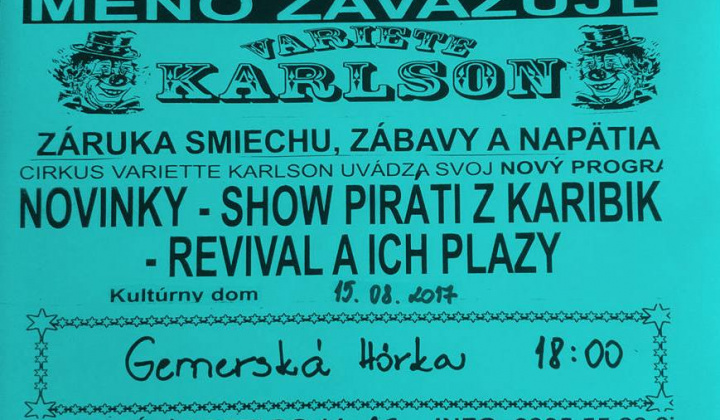 MENO ZAVÄZUJE
VARIETE
KARLSON
ZÁRUKA SMIECHU, ZÁBAVY A NAPÄTIA
CIRKUS VARIETTE KARLSON UVÁDZA SVOJ NOVÝ PROGRA
NOVINKY - SHOW PIRÁTI Z KARIBIK
- REVIVAL A ICH PLAZY
Kultúrny dom 15.08.2017
Gemerská Hôrka 18:00